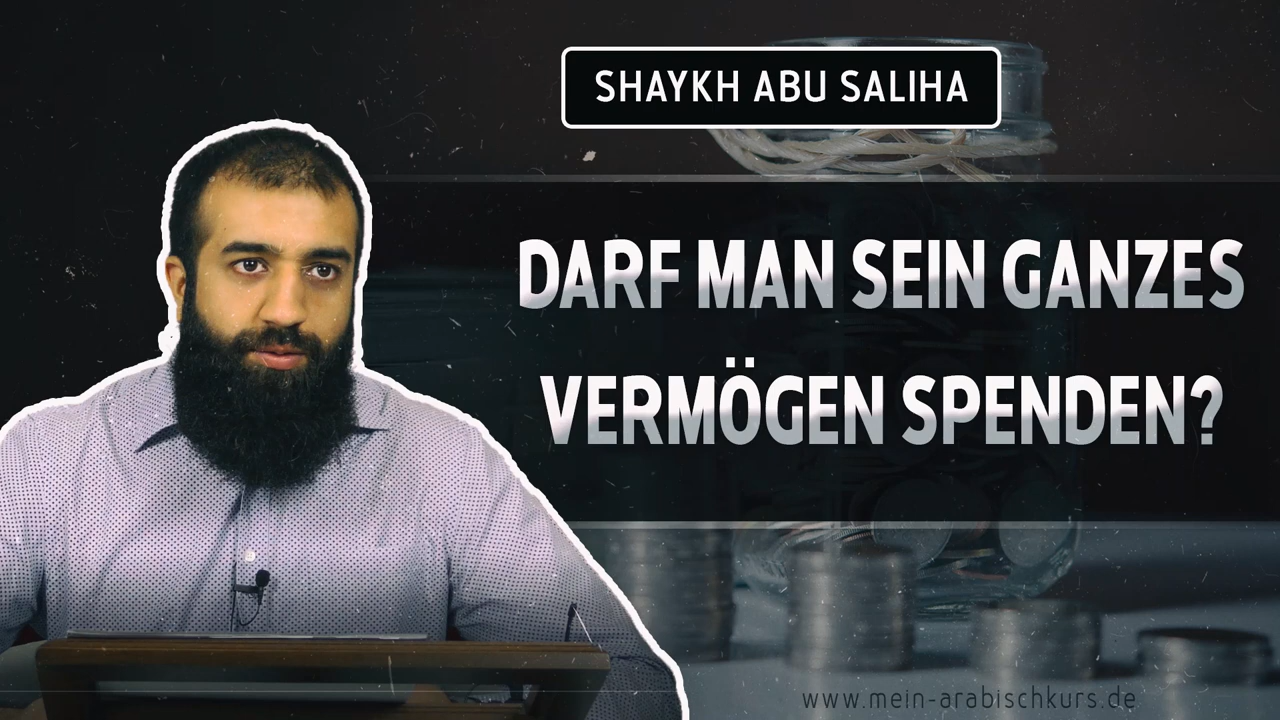 SHAYKH ABU SALIHA
DARF MAN SEIN GANZES
VERMÖGEN SPENDEN?
www.mein-arabischkurs.de